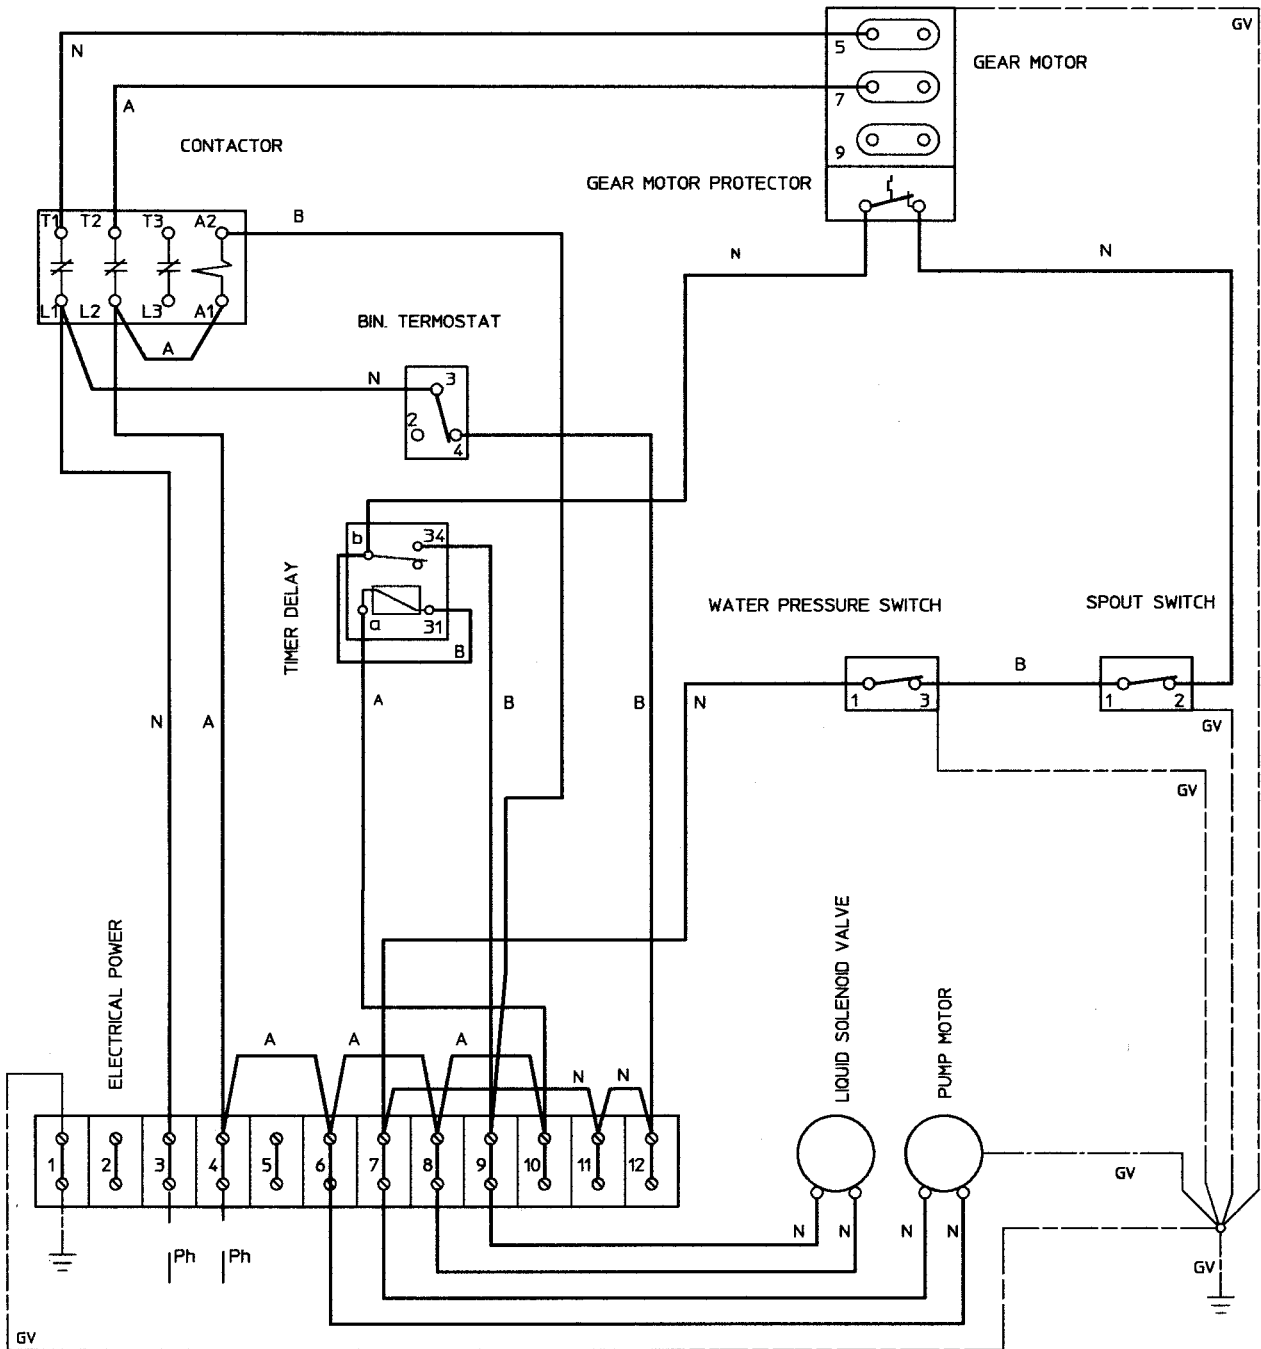 GV
N
5
GEAR MOTOR
7
A
CONTACTOR
9
GEAR MOTOR PROTECTOR
T1 T2 T3 A2
B
N
N
L1 L2 L3 A1
BIN. TERMOSTAT
A
N
3
2
4
b
34
TIMER DELAY
a
31
B
WATER PRESSURE SWITCH
SPOUT SWITCH
B
N
A
A
B
B
N
1 3
1 2
GV
GV
ELECTRICAL POWER
LIQUID SOLENOID VALVE
PUMP MOTOR
A
A
A
N
N
1 2 3 4 5 6 7 8 9 10 11 12
GV
Ph
Ph
N
N
N
N
GV
GV